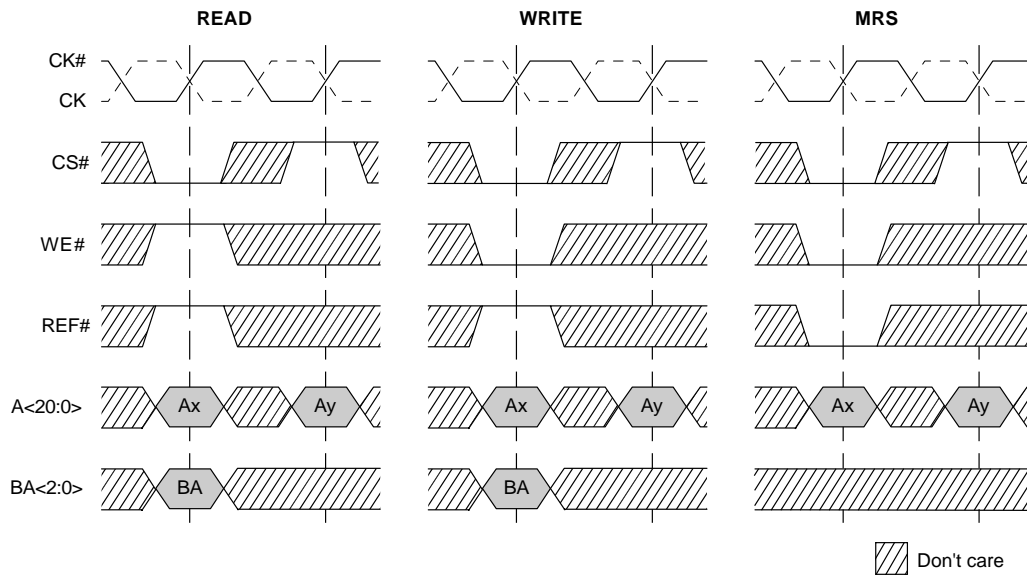 READ WRITE MRS
CK#
CK
CS#
WE#
REF#
A<20:0> Ax Ay Ax Ay Ax Ay
BA<2:0> BA BA
Don't care